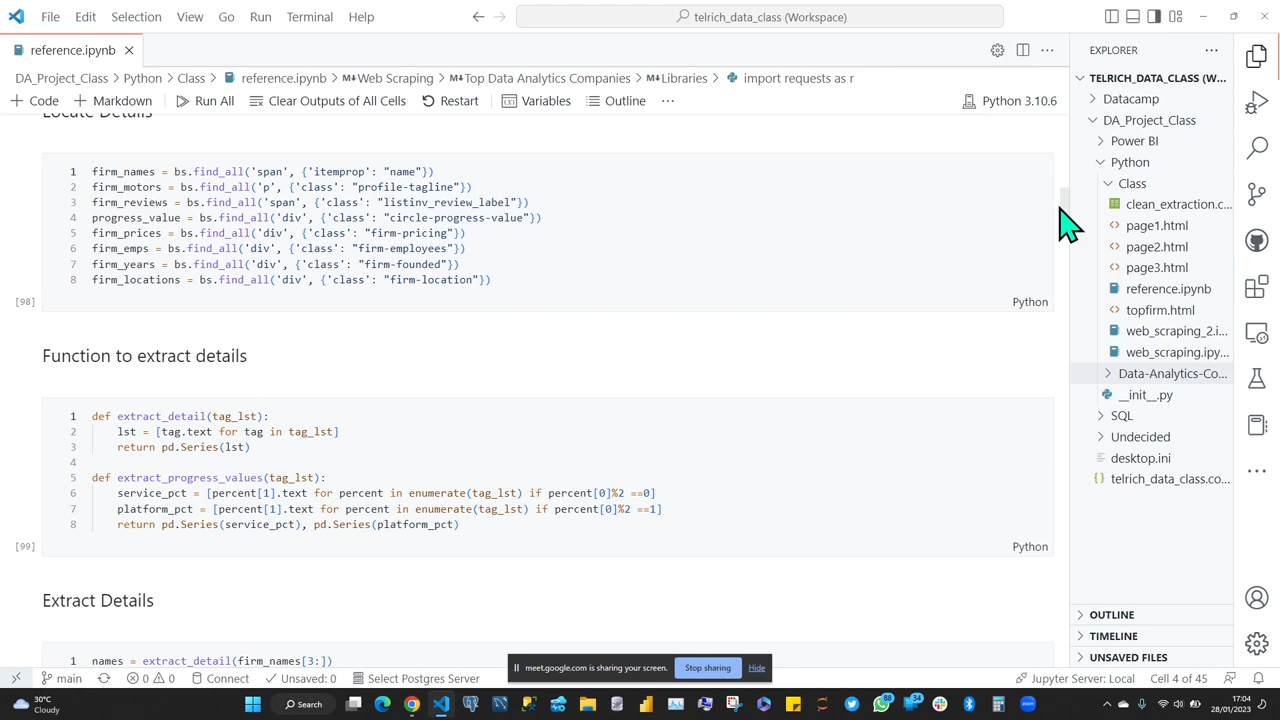 File Edit Selection View Go Run Terminal Help
telrich_data_class (Workspace)
reference.ipynb
DA_Project_Class > Python > Class > reference.ipynb > Web Scraping > Top Data Analytics Companies > Libraries > import requests as r
Code Markdown Run All Clear Outputs of All Cells Restart Variables Outline ... Python 3.10.6
Locate Details
1 firm_names = bs.find_all('span', {'itemprop': "name"})
2 firm_motors = bs.find_all('p', {'class': "profile-tagline"})
3 firm_reviews = bs.find_all('span', {'class': "listinv_review_label"})
4 progress_value = bs.find_all('div', {'class': "circle-progress-value"})
5 firm_prices = bs.find_all('div', {'class': "firm-pricing"})
6 firm_emps = bs.find_all('div', {'class': "firm-employees"})
7 firm_years = bs.find_all('div', {'class': "firm-founded"})
8 firm_locations = bs.find_all('div', {'class': "firm-location"})
[98] Python
Function to extract details
1 def extract_detail(tag_lst):
2 lst = [tag.text for tag in tag_lst]
3 return pd.Series(lst)
4
5 def extract_progress_values(tag_lst):
6 service_pct = [percent[1].text for percent in enumerate(tag_lst) if percent[0]%2 ==0]
7 platform_pct = [percent[1].text for percent in enumerate(tag_lst) if percent[0]%2 ==1]
8 return pd.Series(service_pct), pd.Series(platform_pct)
[99] Python
Extract Details
1 names = extract_detail(firm_names[3:])
EXPLORER
TELRICH_DATA_CLASS (W...
Datacamp
DA_Project_Class
Power BI
Python
Class
clean_extraction.c...
page1.html
page2.html
page3.html
reference.ipynb
topfirm.html
web_scraping_2.i...
web_scraping.ipy...
Data-Analytics-Co...
__init__.py
SQL
Undecided
desktop.ini
telrich_data_class.co...
OUTLINE
TIMELINE
UNSAVED FILES
meet.google.com is sharing your screen. Stop sharing Hide
main 0 0 Connect Unsaved: 0 Select Postgres Server Jupyter Server: Local Cell 4 of 45
30°C
Cloudy
Search
88
34
17:04
28/01/2023